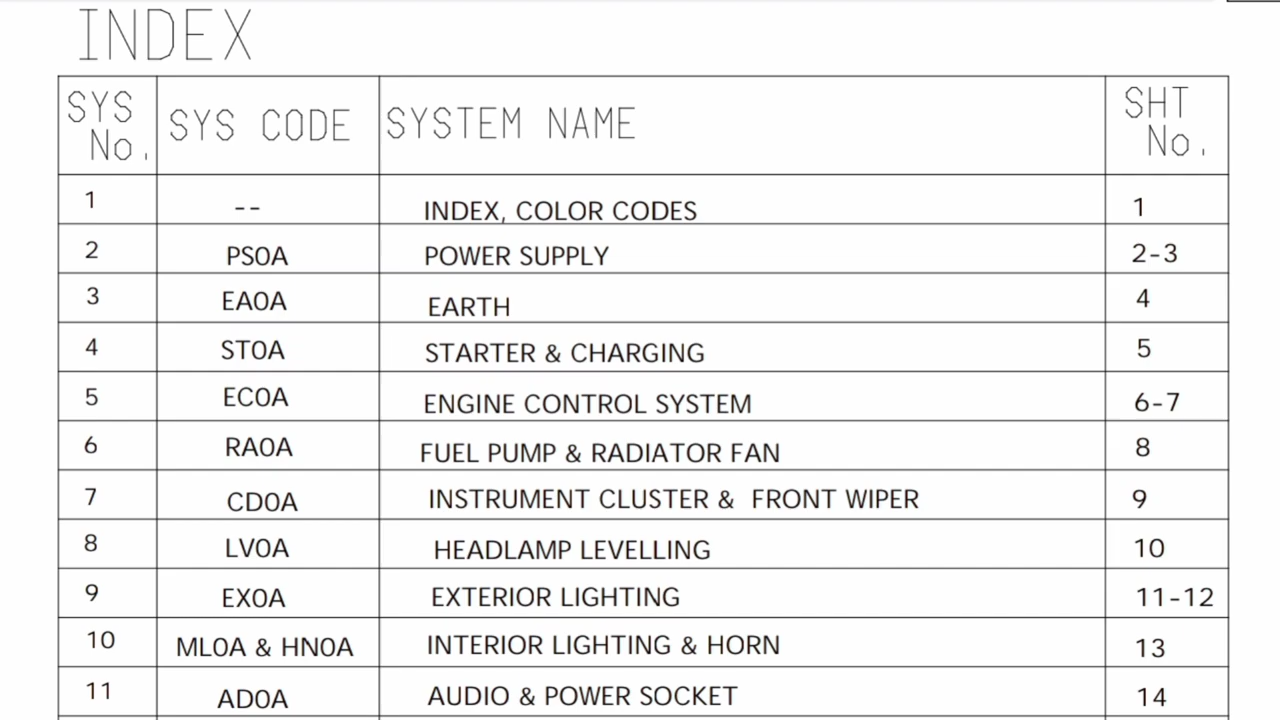 INDEX
SYS No. SYS CODE SYSTEM NAME SHT No.
1 -- INDEX, COLOR CODES 1
2 PS0A POWER SUPPLY 2-3
3 EA0A EARTH 4
4 ST0A STARTER & CHARGING 5
5 EC0A ENGINE CONTROL SYSTEM 6-7
6 RA0A FUEL PUMP & RADIATOR FAN 8
7 CD0A INSTRUMENT CLUSTER & FRONT WIPER 9
8 LV0A HEADLAMP LEVELLING 10
9 EX0A EXTERIOR LIGHTING 11-12
10 ML0A & HN0A INTERIOR LIGHTING & HORN 13
11 AD0A AUDIO & POWER SOCKET 14